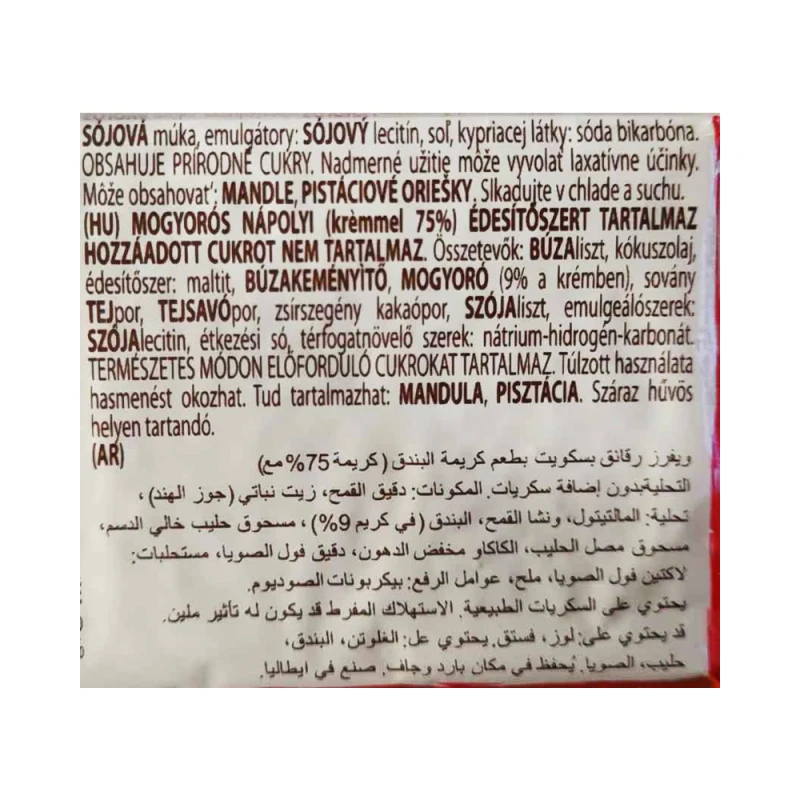 SÓJOVÁ múka, emulgátory: SÓJOVÝ lecitín, soľ, kypriacej látky: sóda bikarbóna.
OBSAHUJE PRÍRODNÉ CUKRY. Nadmerné užitie môže vyvolať laxatívne účinky.
Môže obsahovať: MANDLE, PISTÁCIOVÉ ORIEŠKY. Slkadujte v chlade a suchu.
(HU) MOGYORÓS NÁPOLYI (krèmmel 75%) ÉDESÍTŐSZERT TARTALMAZ
HOZZÁADOTT CUKROT NEM TARTALMAZ. Összetevők: BÚZAliszt, kókuszolaj,
édesítőszer: maltit, BÚZAKEMÉNYÍTŐ, MOGYORÓ (9% a krémben), sovány
TEJpor, TEJSAVÓpor, zsírszegény kakaópor, SZÓJAliszt, emulgeálószerek:
SZÓJAlecitin, étkezési só, térfogatnövelő szerek: nátrium-hidrogén-karbonát.
TERMÉSZETES MÓDON ELŐFORDULÓ CUKROKAT TARTALMAZ. Túlzott használata
hasmenést okozhat. Tud tartalmazhat: MANDULA, PISZTÁCIA. Száraz hűvös
helyen tartandó.
(AR) ويفرز رقائق بسكويت بطعم كريمة البندق (كريمة 75% مع)
التحليةبدون إضافة سكريات. المكونات: دقيق القمح، زيت نباتي (جوز الهند) ،
تحلية: المالتيتول، ونشا القمح، البندق (في كريم 9%) ، مسحوق حليب خالي الدسم،
مسحوق مصل الحليب، الكاكاو مخفض الدهون، دقيق فول الصويا، مستحلبات:
لاكتين فول الصويا، ملح، عوامل الرفع: بيكربونات الصوديوم.
يحتوي على السكريات الطبيعية. الاستهلاك المفرط قد يكون له تأثير ملين.
قد يحتوي على: لوز، فستق. يحتوي عل: الغلوتن، البندق،
حليب، الصويا. يُحفظ في مكان بارد وجاف. صنع في ايطاليا.